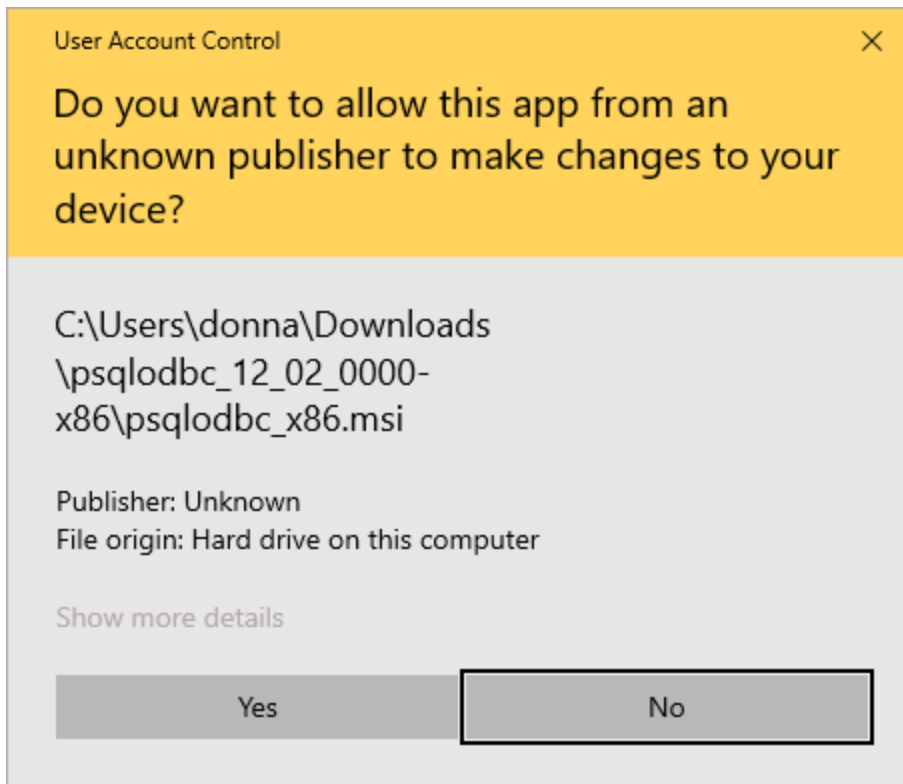 User Account Control
Do you want to allow this app from an
unknown publisher to make changes to your
device?
C:\Users\donna\Downloads
\psqlodbc_12_02_0000-
x86\psqlodbc_x86.msi
Publisher: Unknown
File origin: Hard drive on this computer
Show more details
Yes
No